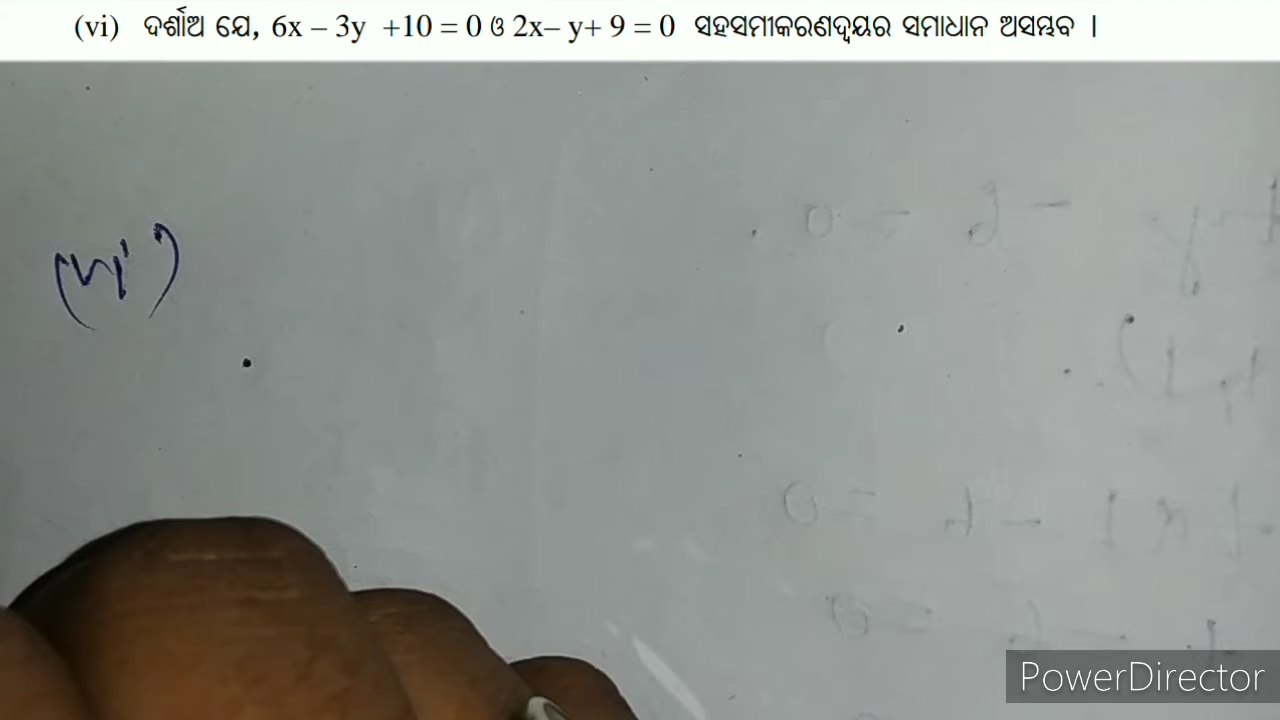 (vi) ଦର୍ଶାଅ ଯେ, 6x – 3y +10 = 0 ଓ 2x– y+ 9 = 0 ସହସମୀକରଣଦ୍ୱୟର ସମାଧାନ ଅସମ୍ଭବ ।
(vi)
PowerDirector